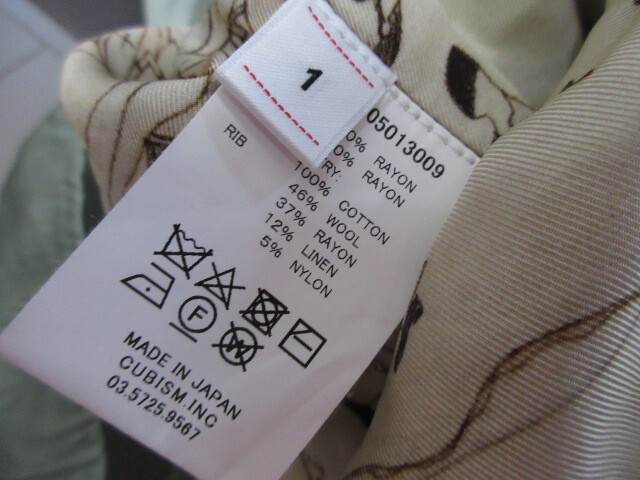 1
05013009
0% RAYON
0% RAYON
RY:
100% COTTON
RIB 46% WOOL
37% RAYON
12% LINEN
5% NYLON
F
W
MADE IN JAPAN
CUBISM.INC
03.5725.9567